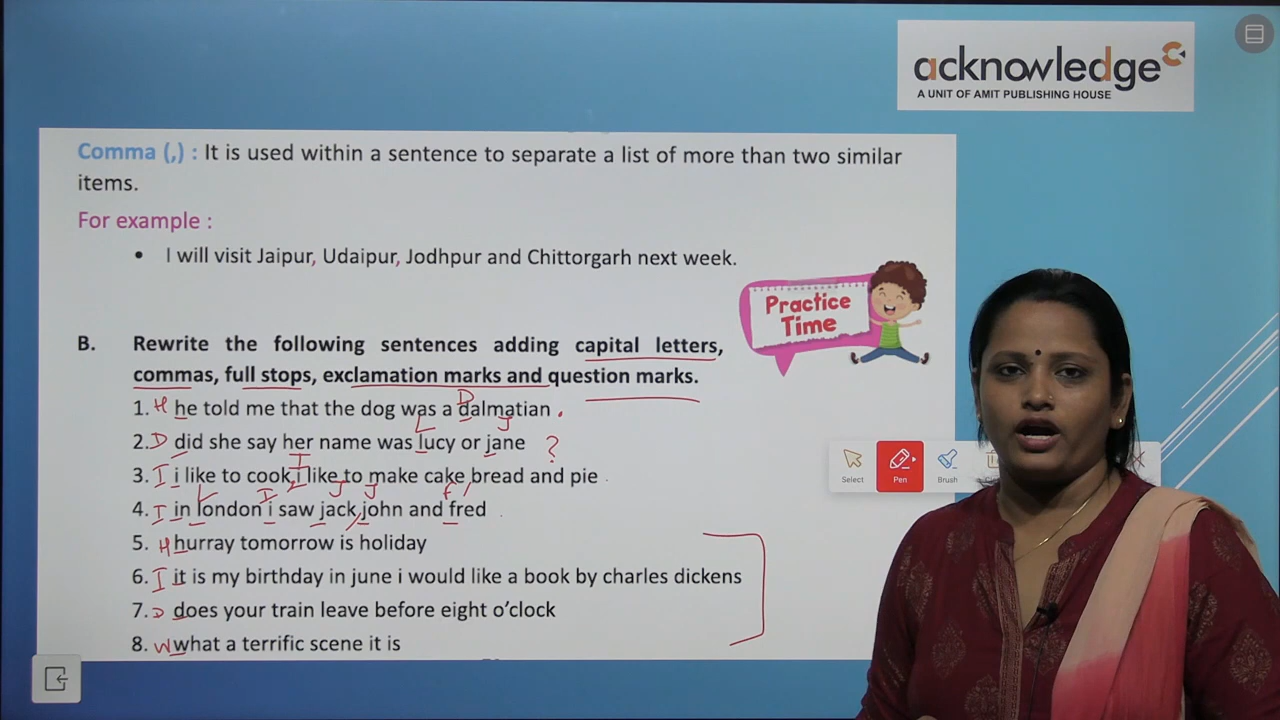 acknowledge
A UNIT OF AMIT PUBLISHING HOUSE
Comma (,) : It is used within a sentence to separate a list of more than two similar
items.
For example :
• I will visit Jaipur, Udaipur, Jodhpur and Chittorgarh next week.
Practice
Time
B. Rewrite the following sentences adding capital letters,
commas, full stops, exclamation marks and question marks.
D
1. H he told me that the dog was a dalmatian .
L J
2. D did she say her name was lucy or jane ?
I
3. I i like to cook, i like to make cake, bread and pie .
L I J J F
4. I in london i saw jack, john and fred .
5. H hurray tomorrow is holiday
6. I it is my birthday in june i would like a book by charles dickens
7. D does your train leave before eight o'clock
8. W what a terrific scene it is
Select
Pen
Brush